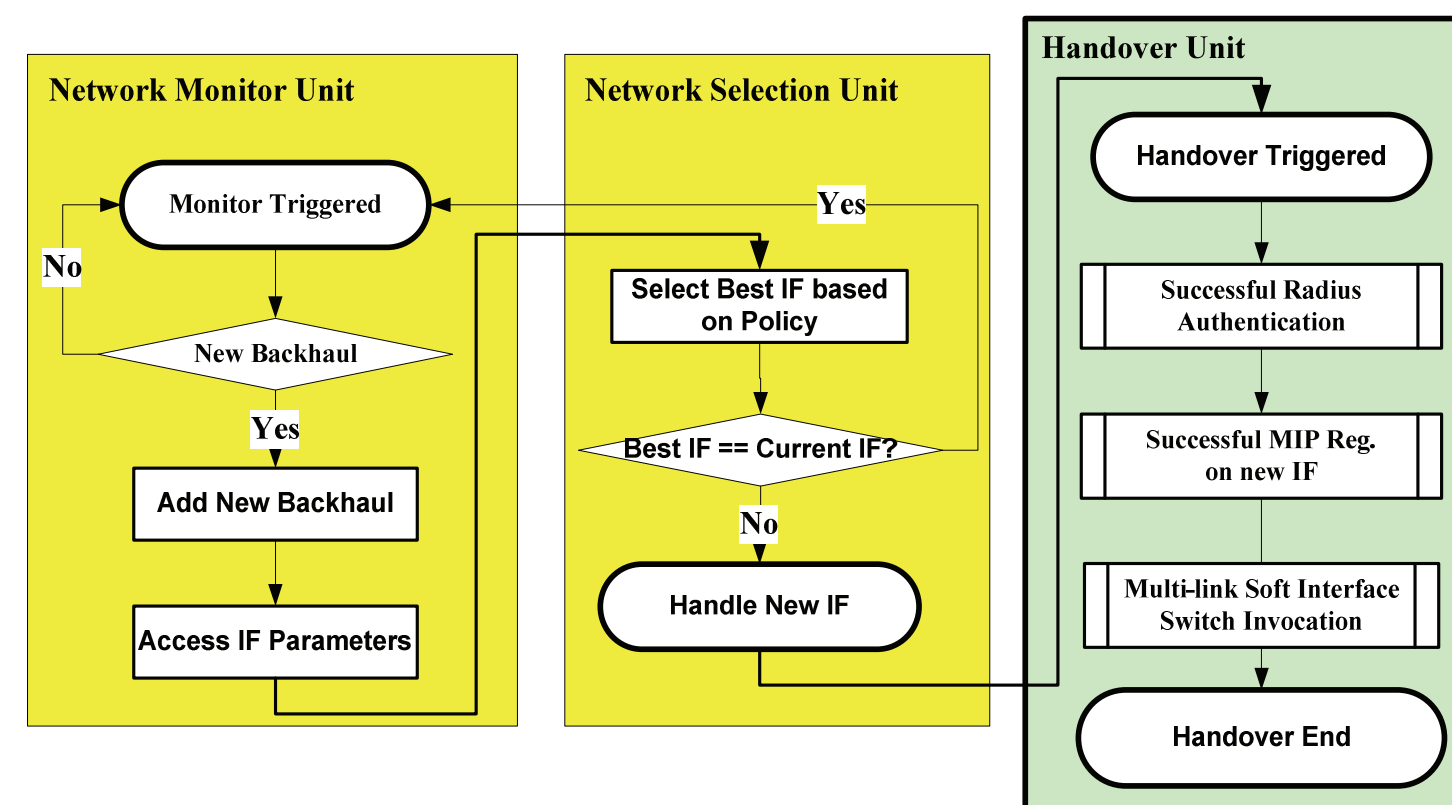 Network Monitor Unit
Monitor Triggered
No
New Backhaul
Yes
Add New Backhaul
Access IF Parameters
Network Selection Unit
Yes
Select Best IF based
on Policy
Best IF == Current IF?
No
Handle New IF
Handover Unit
Handover Triggered
Successful Radius
Authentication
Successful MIP Reg.
on new IF
Multi-link Soft Interface
Switch Invocation
Handover End